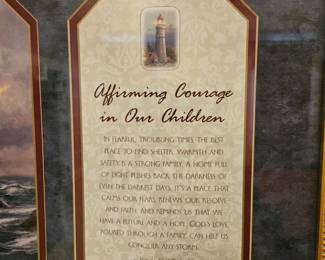 Affirming Courage
in Our Children
IN FEARFUL, TROUBLING TIMES, THE BEST
PLACE TO FIND SHELTER, WARMTH AND
SAFETY IS A STRONG FAMILY. A HOME FULL
OF LIGHT PUSHES BACK THE DARKNESS OF
EVEN THE DARKEST DAYS. IT'S A PLACE THAT
CALMS OUR FEARS, RENEWS OUR RESOLVE
AND FAITH, AND REMINDS US THAT WE
HAVE A FUTURE AND A HOPE. GOD'S LOVE,
POURED THROUGH A FAMILY, CAN HELP US
CONQUER ANY STORM.